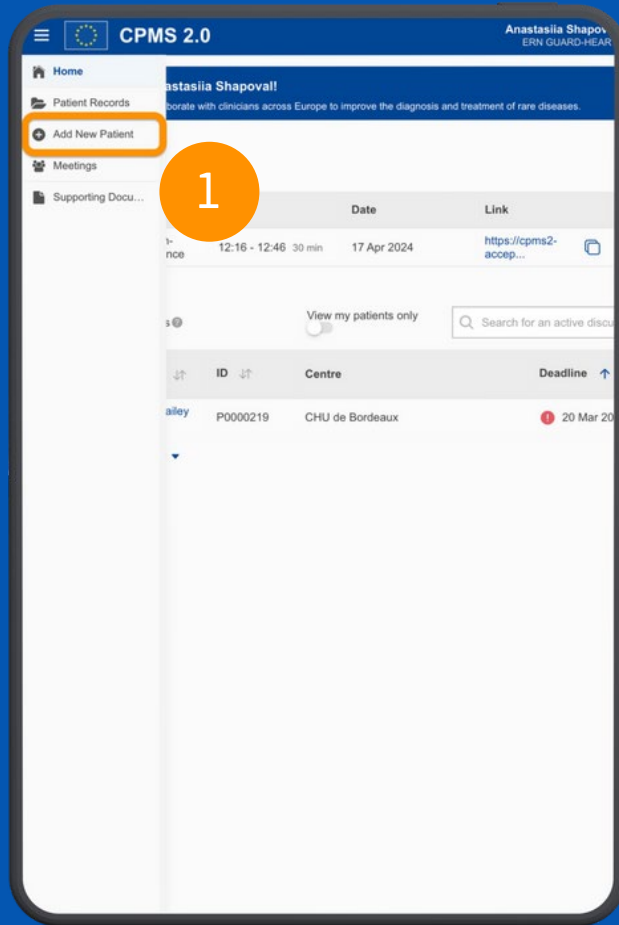 CPMS 2.0
Anastasiia Shapov
ERN GUARD-HEAR
Home
Patient Records
Add New Patient
Meetings
Supporting Docu...
1
astasiia Shapoval!
borate with clinicians across Europe to improve the diagnosis and treatment of rare diseases.
Date Link
nce 12:16 - 12:46 30 min 17 Apr 2024 https://cpms2-
accep...
View my patients only Search for an active discu
ID Centre Deadline
ailey P0000219 CHU de Bordeaux 20 Mar 20